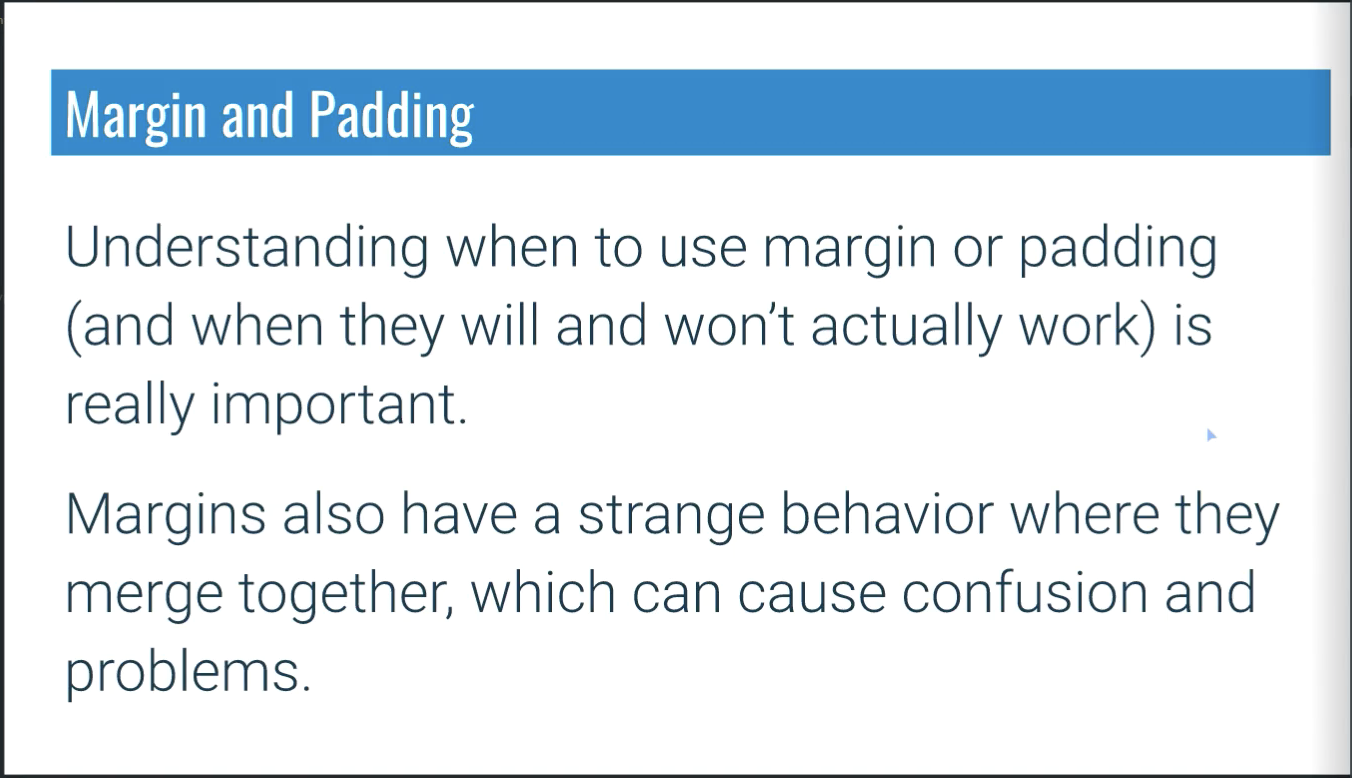 Margin and Padding
Understanding when to use margin or padding
(and when they will and won’t actually work) is
really important.
Margins also have a strange behavior where they
merge together, which can cause confusion and
problems.